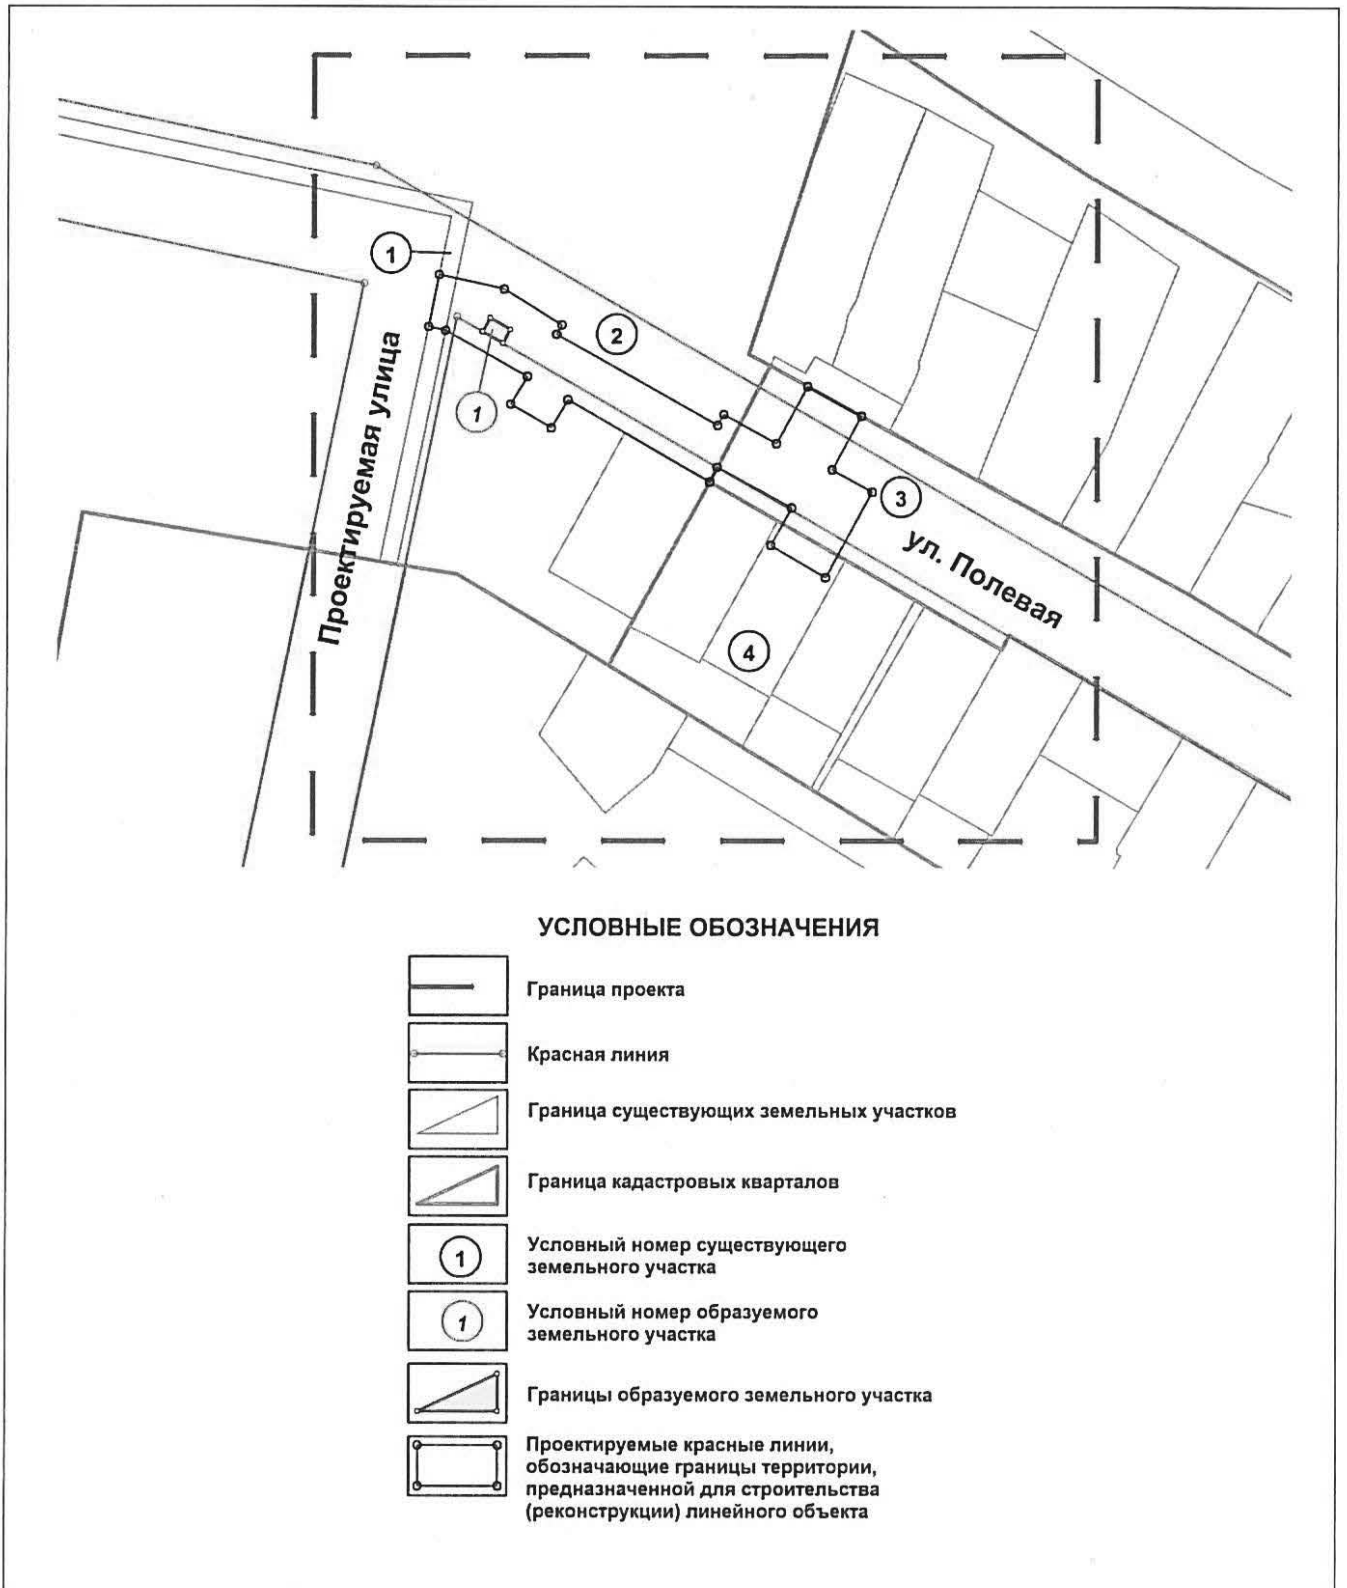 1
2
1
Проектируемая улица
3
ул. Полевая
4
УСЛОВНЫЕ ОБОЗНАЧЕНИЯ
Граница проекта
Красная линия
Граница существующих земельных участков
Граница кадастровых кварталов
1
Условный номер существующего
земельного участка
1
Условный номер образуемого
земельного участка
Границы образуемого земельного участка
Проектируемые красные линии,
обозначающие границы территории,
предназначенной для строительства
(реконструкции) линейного объекта